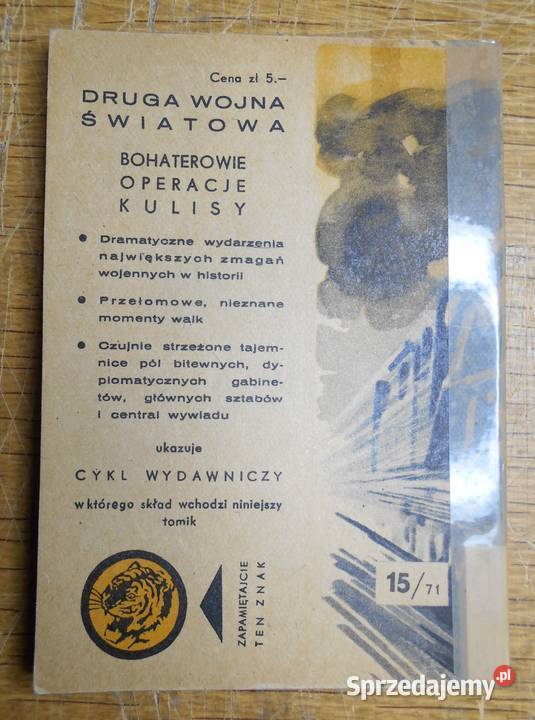 Cena zł 5.—
DRUGA WOJNA
ŚWIATOWA
BOHATEROWIE
OPERACJE
KULISY
● Dramatyczne wydarzenia
największych zmagań
wojennych w historii
● Przełomowe, nieznane
momenty walk
● Czujnie strzeżone tajem-
nice pól bitewnych, dy-
plomatycznych gabine-
tów, głównych sztabów
i central wywiadu
ukazuje
CYKL WYDAWNICZY
w którego skład wchodzi niniejszy
tomik
ZAPAMIĘTAJCIE
TEN ZNAK
15/71
Sprzedajemy.pl